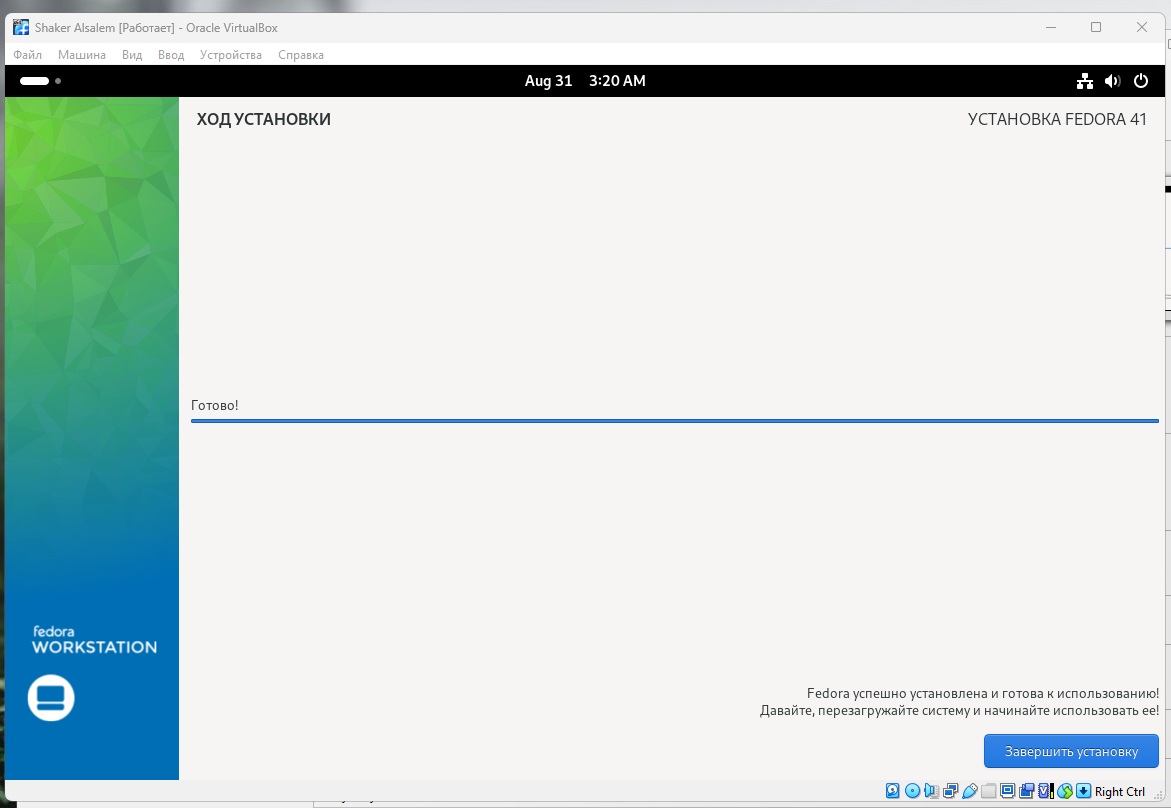 Shaker Alsalem [Работает] - Oracle VirtualBox
Файл Машина Вид Ввод Устройства Справка
Aug 31 3:20 AM
ХОД УСТАНОВКИ
УСТАНОВКА FEDORA 41
Готово!
fedora
WORKSTATION
Fedora успешно установлена и готова к использованию!
Давайте, перезагружайте систему и начинайте использовать ее!
Завершить установку
Right Ctrl